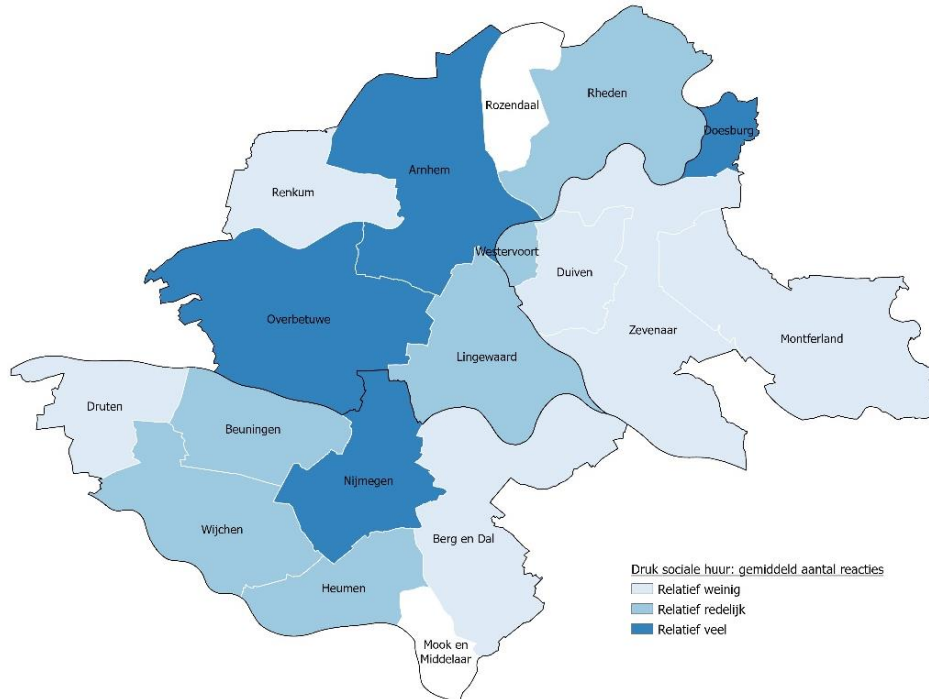 Rozendaal
Rheden
Doesburg
Arnhem
Renkum
Westervoort
Duiven
Overbetuwe
Zevenaar
Montferland
Lingewaard
Druten
Beuningen
Nijmegen
Wijchen
Berg en Dal
Heumen
Mook en
Middelaar
Druk sociale huur: gemiddeld aantal reacties
Relatief weinig
Relatief redelijk
Relatief veel